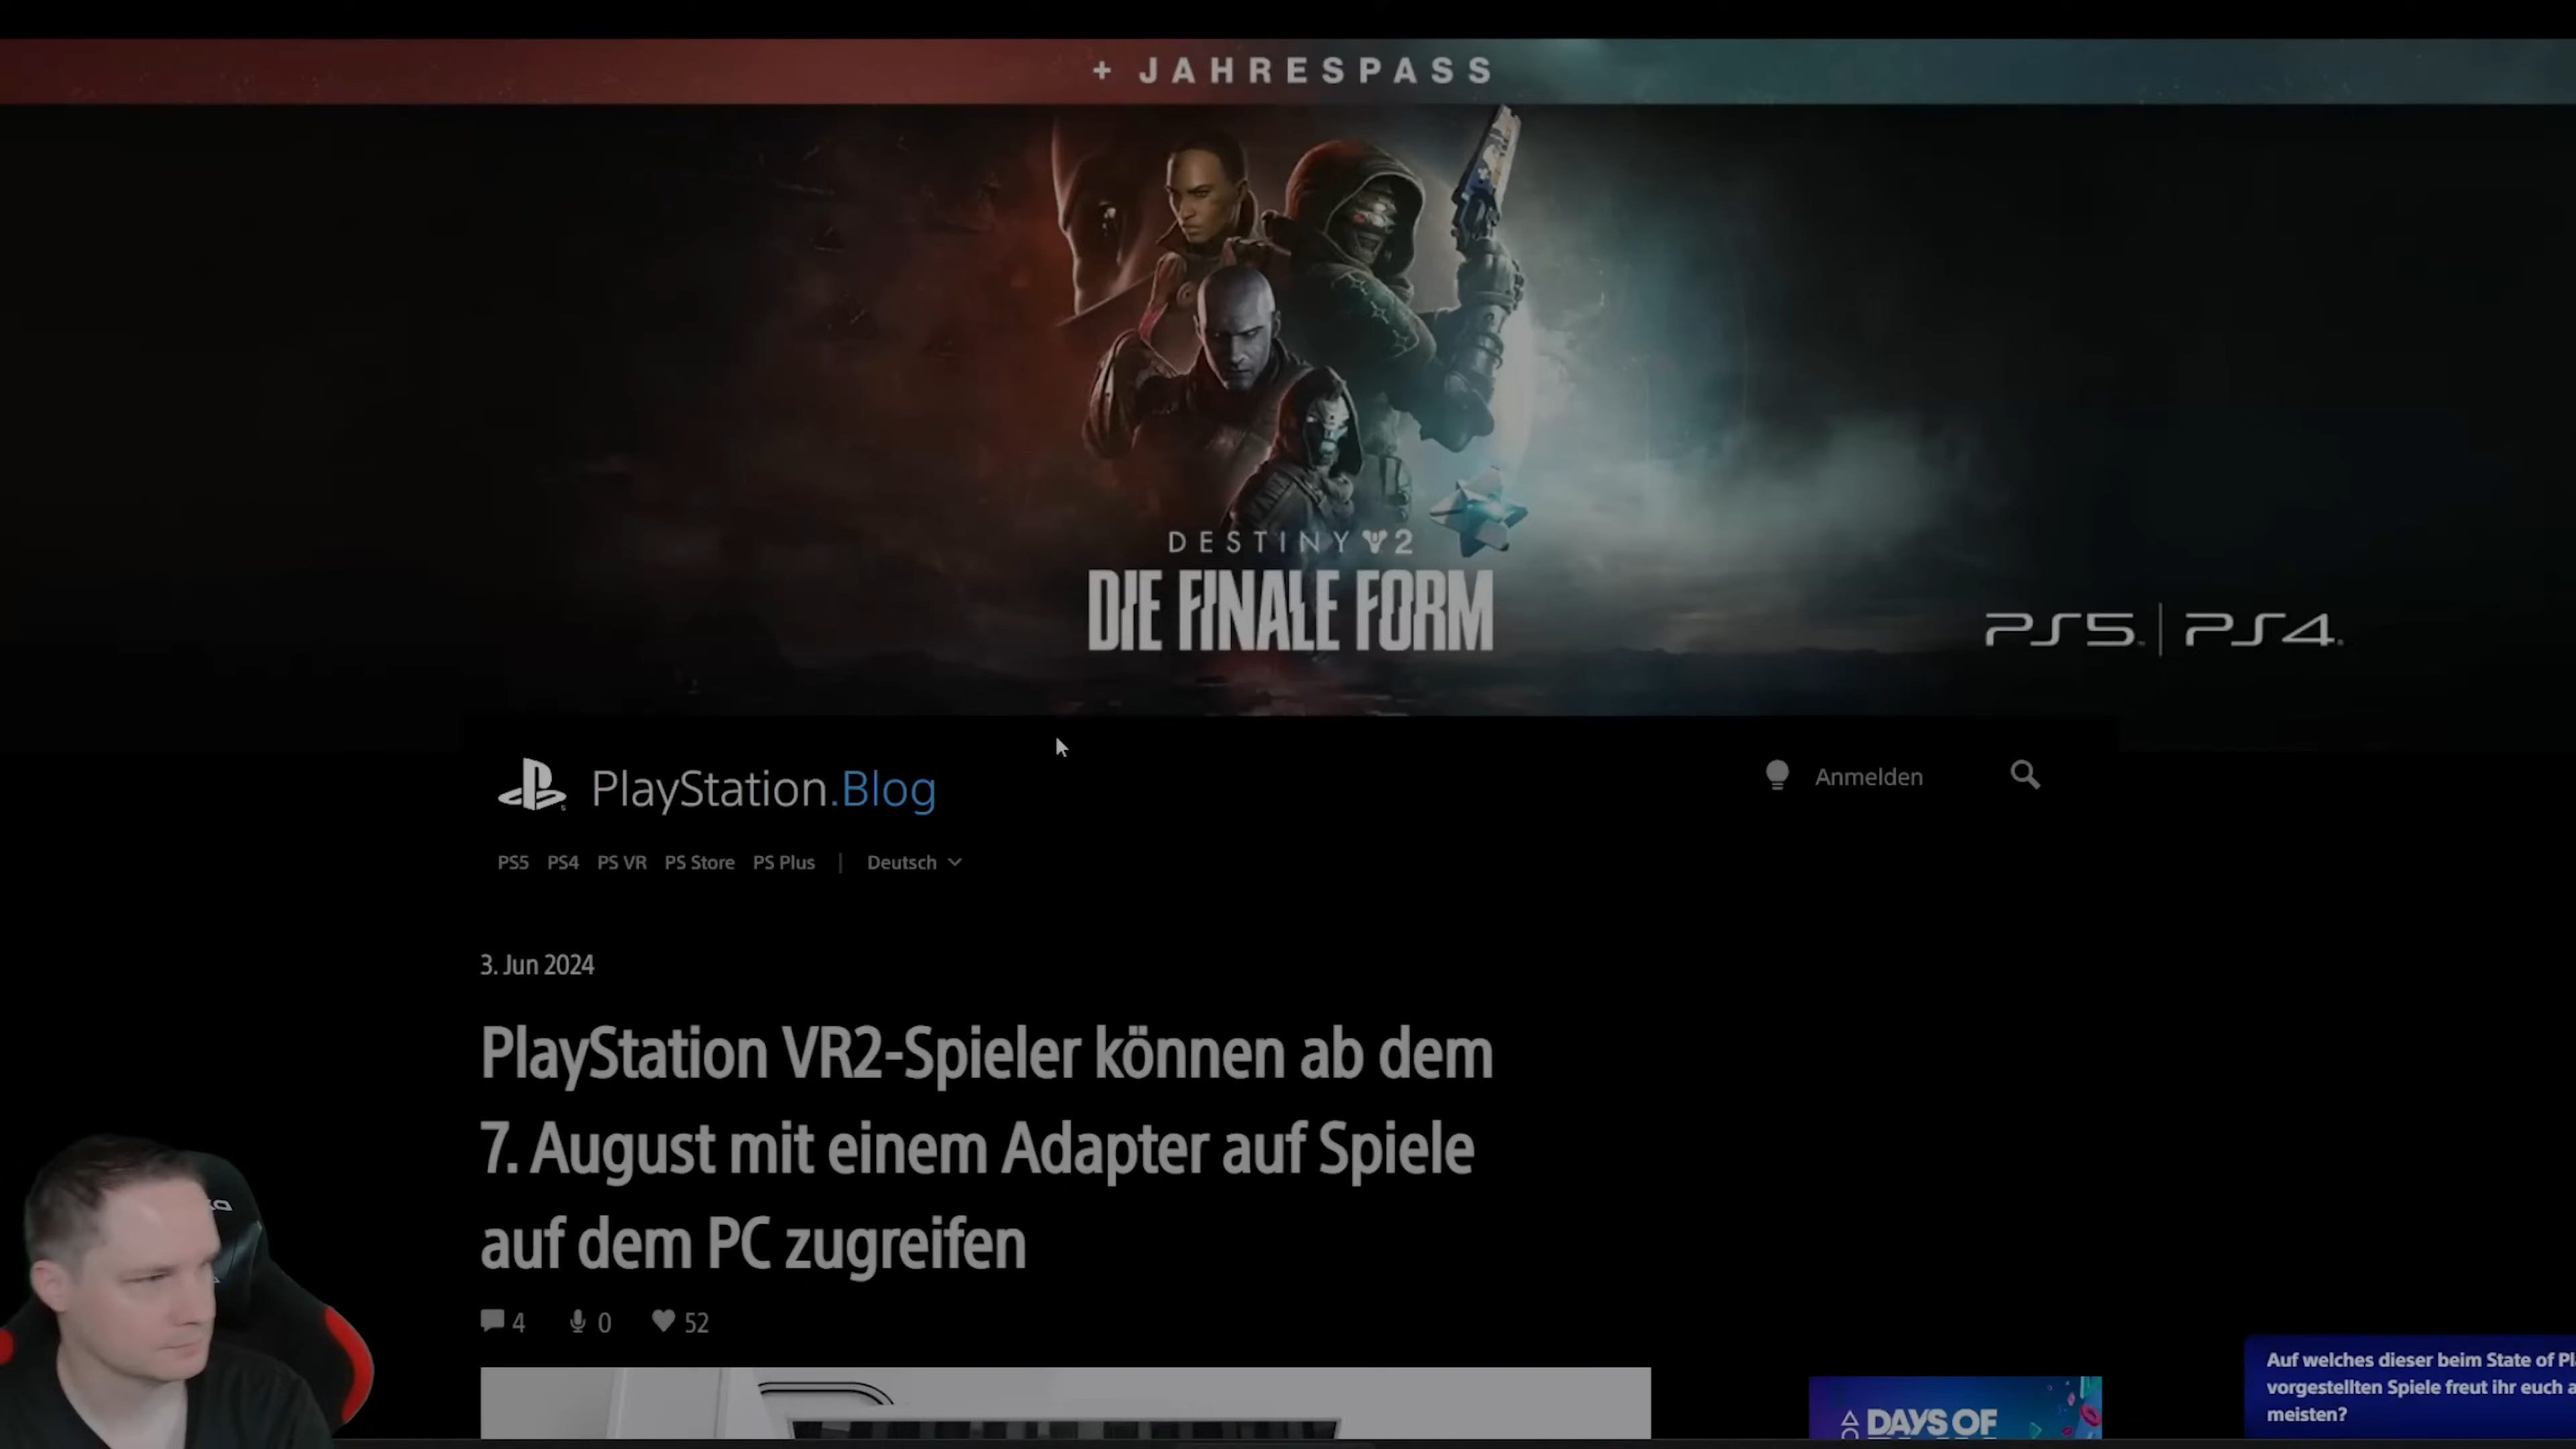 + JAHRESPASS
DESTINY 2
DIE FINALE FORM
PS5 | PS4
PlayStation.Blog
Anmelden
PS5 PS4 PS VR PS Store PS Plus | Deutsch
3. Jun 2024
PlayStation VR2-Spieler können ab dem
7. August mit einem Adapter auf Spiele
auf dem PC zugreifen
4 0 52
DAYS OF
Auf welches dieser beim State of
vorgestellten Spiele freut ihr euch
meisten?